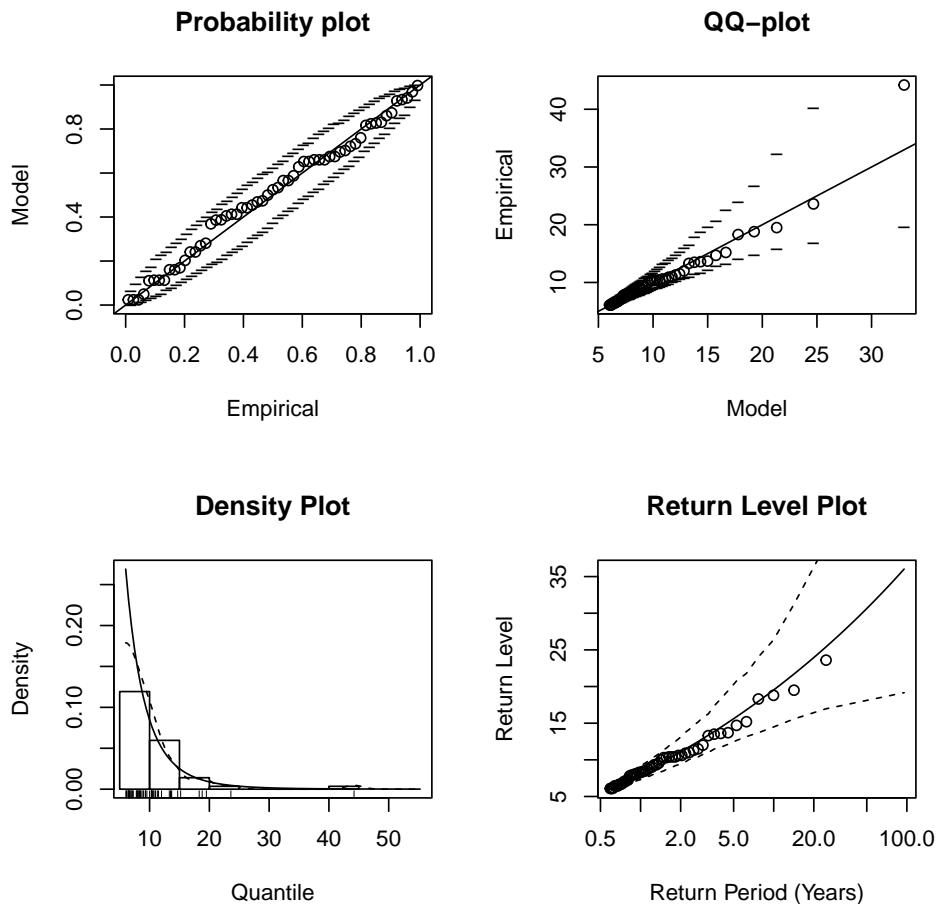 Probability plot
Model
0.0 0.4 0.8
0.0 0.2 0.4 0.6 0.8 1.0
Empirical
QQ−plot
Empirical
10 20 30 40
5 10 15 20 25 30
Model
Density Plot
Density
0.00 0.10 0.20
10 20 30 40 50
Quantile
Return Level Plot
Return Level
5 15 25 35
0.5 2.0 5.0 20.0 100.0
Return Period (Years)